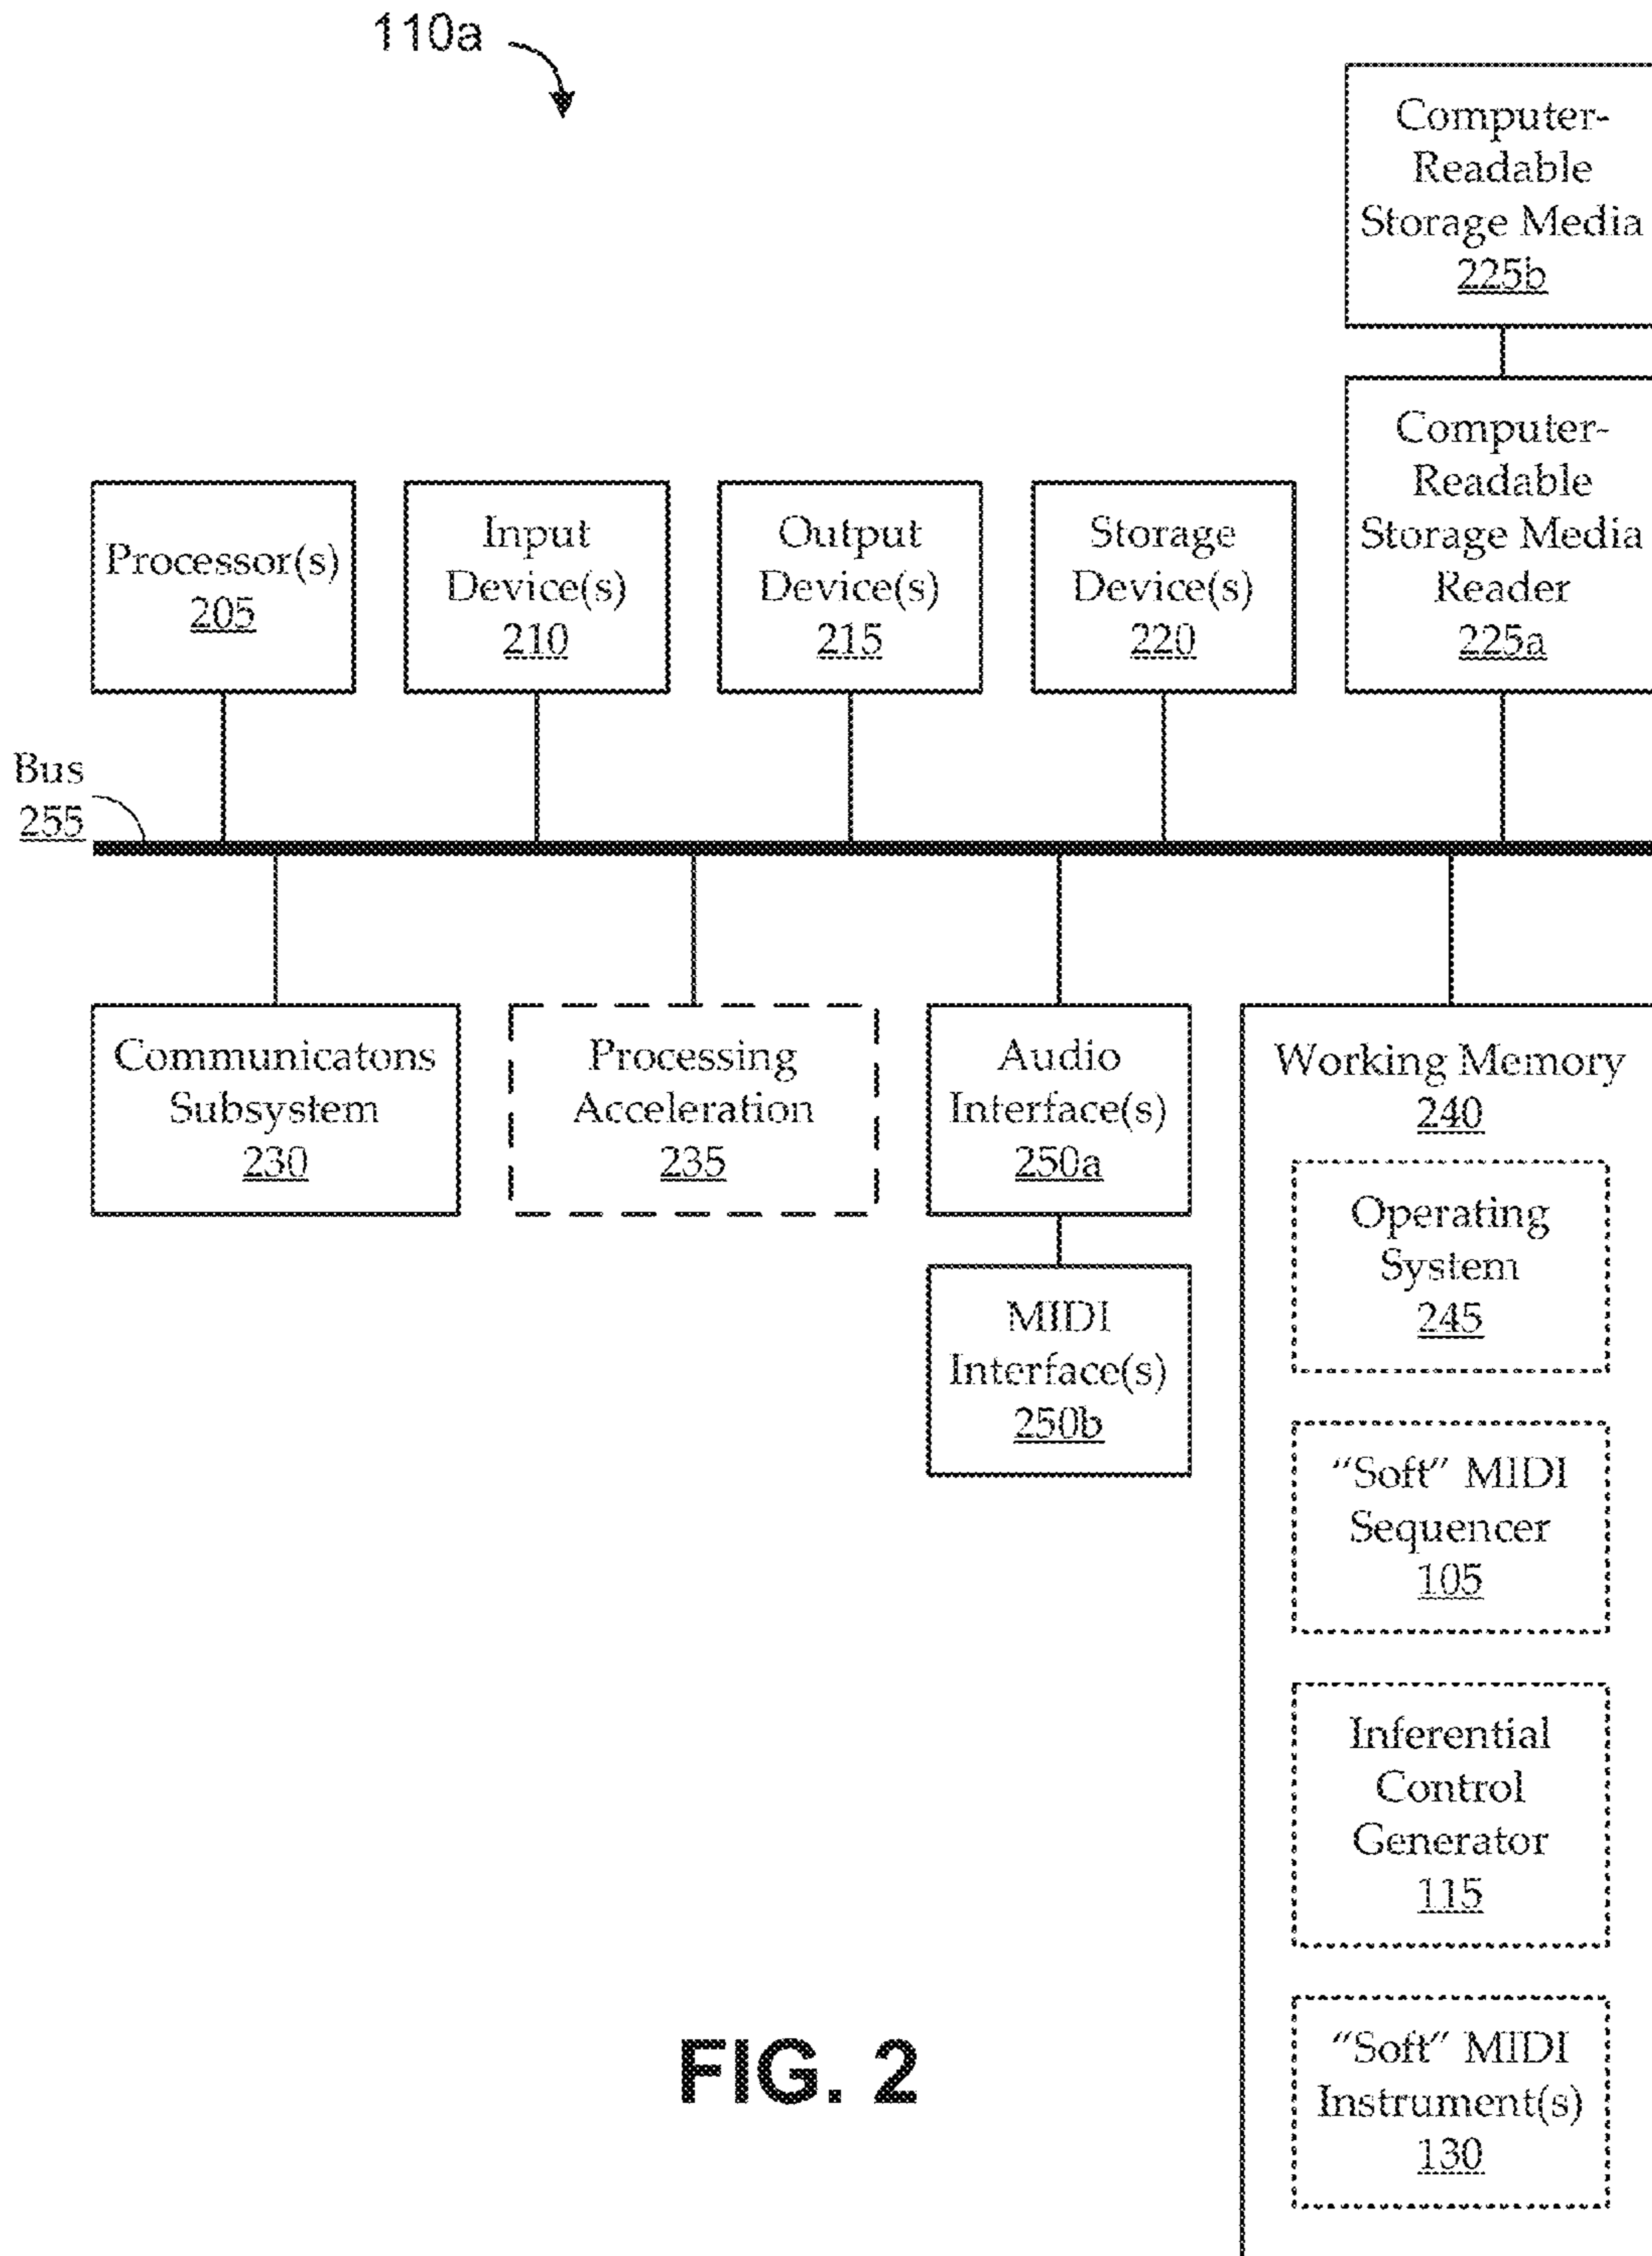 110a
Computer-
Readable
Storage Media
225b
Computer-
Readable
Storage Media
Reader
225a
Processor(s)
205
Input
Device(s)
210
Output
Device(s)
215
Storage
Device(s)
220
Bus
255
Communicatons
Subsystem
230
Processing
Acceleration
235
Audio
Interface(s)
250a
MIDI
Interface(s)
250b
Working Memory
240
Operating
System
245
“Soft” MIDI
Sequencer
105
Inferential
Control
Generator
115
“Soft” MIDI
Instrument(s)
130
FIG. 2